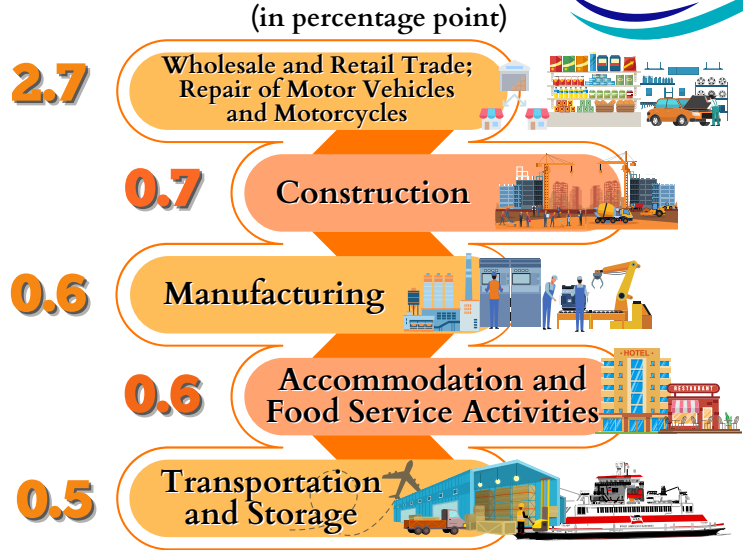 (in percentage point)
2.7
Wholesale and Retail Trade;
Repair of Motor Vehicles
and Motorcycles
0.7
Construction
0.6
Manufacturing
0.6
Accommodation and
Food Service Activities
HOTEL
RESTAURANT
0.5
Transportation
and Storage